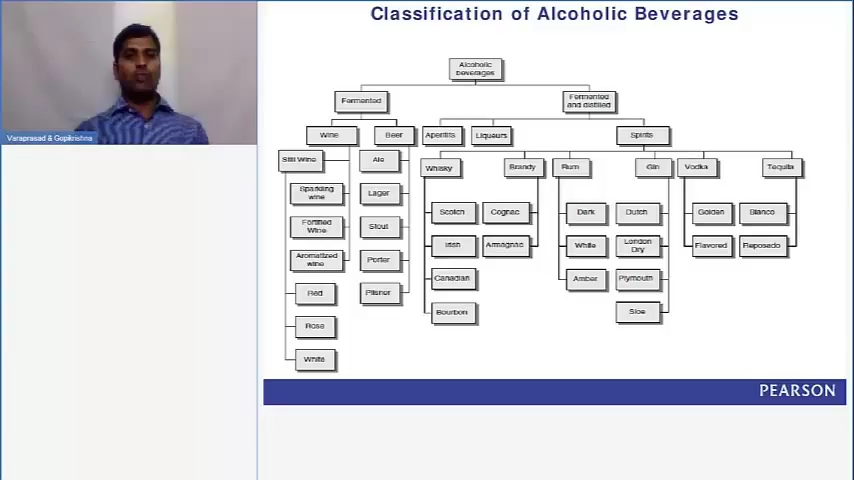 Classification of Alcoholic Beverages
Varaprasad & Gopikrishna
Alcoholic
beverages
Fermented
Fermented
and distilled
Wine
Beer
Aperitifs
Liqueurs
Spirits
Still Wine
Ale
Whisky
Brandy
Rum
Gin
Vodka
Tequila
Sparkling
wine
Lager
Scotch
Cognac
Dark
Dutch
Golden
Blanco
Fortified
Wine
Stout
Irish
Armagnac
White
London
Dry
Flavored
Reposado
Aromatized
wine
Porter
Canadian
Amber
Plymouth
Red
Pilsner
Bourbon
Sloe
Rose
White
PEARSON